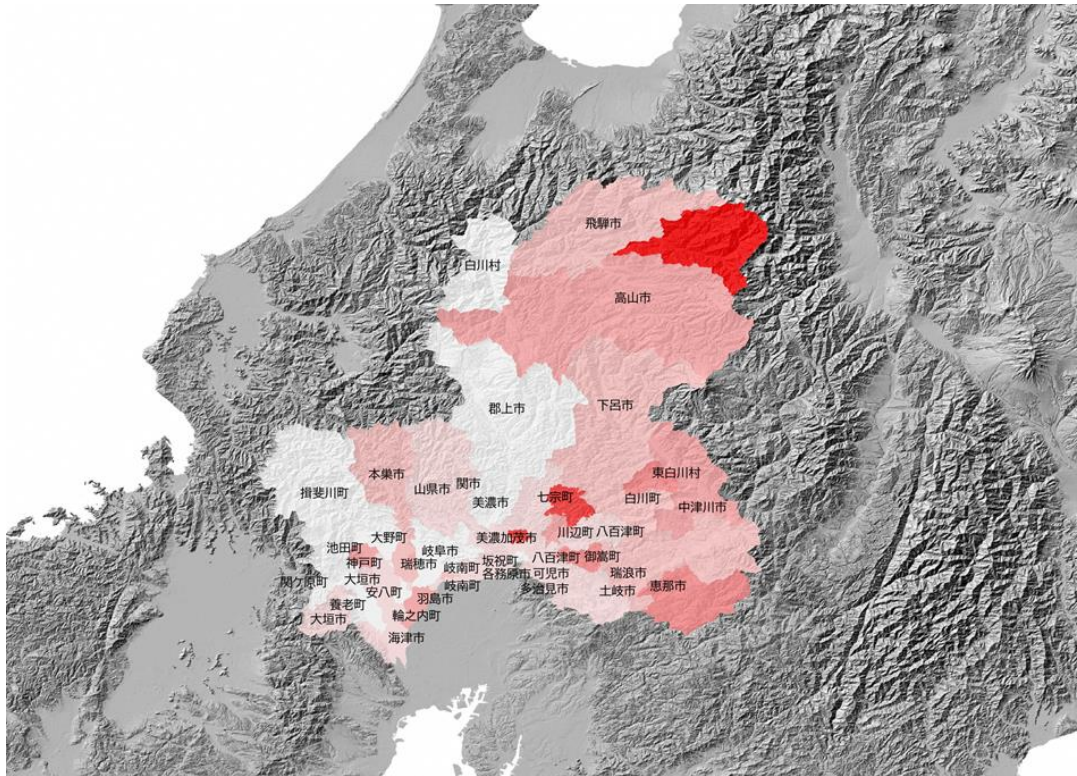 飛騨市
白川村
高山市
郡上市
下呂市
本巣市
東白川村
山県市
関市
揖斐川町
七宗町
白川町
美濃市
中津川市
大野町
美濃加茂市
川辺町
八百津町
池田町
岐阜市
神戸町
瑞穂市
坂祝町
八百津町
御嵩町
岐南町
各務原市
可児市
瑞浪市
関ケ原町
大垣市
岐南町
恵那市
安八町
多治見市
土岐市
羽島市
養老町
輪之内町
大垣市
海津市